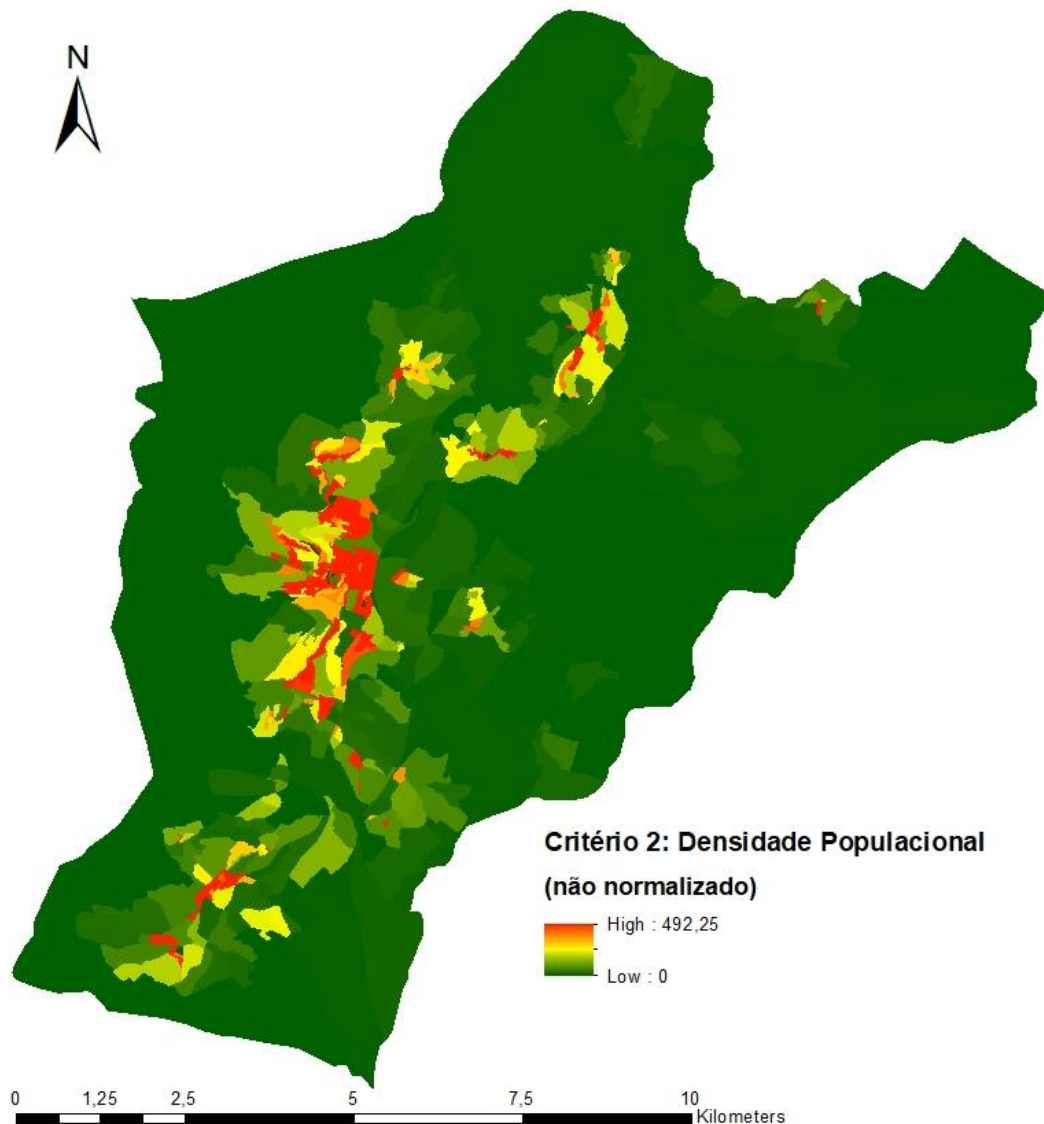 N
Critério 2: Densidade Populacional
(não normalizado)
High : 492,25
Low : 0
0 1,25 2,5 5 7,5 10
Kilometers